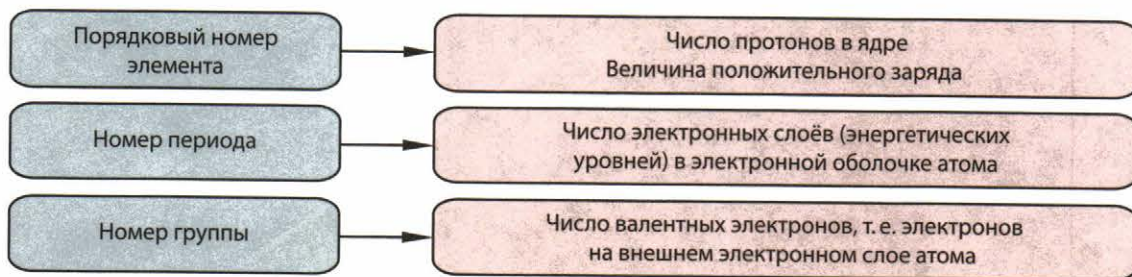 Порядковый номер
элемента
Число протонов в ядре
Величина положительного заряда
Номер периода
Число электронных слоёв (энергетических
уровней) в электронной оболочке атома
Номер группы
Число валентных электронов, т. е. электронов
на внешнем электронном слое атома